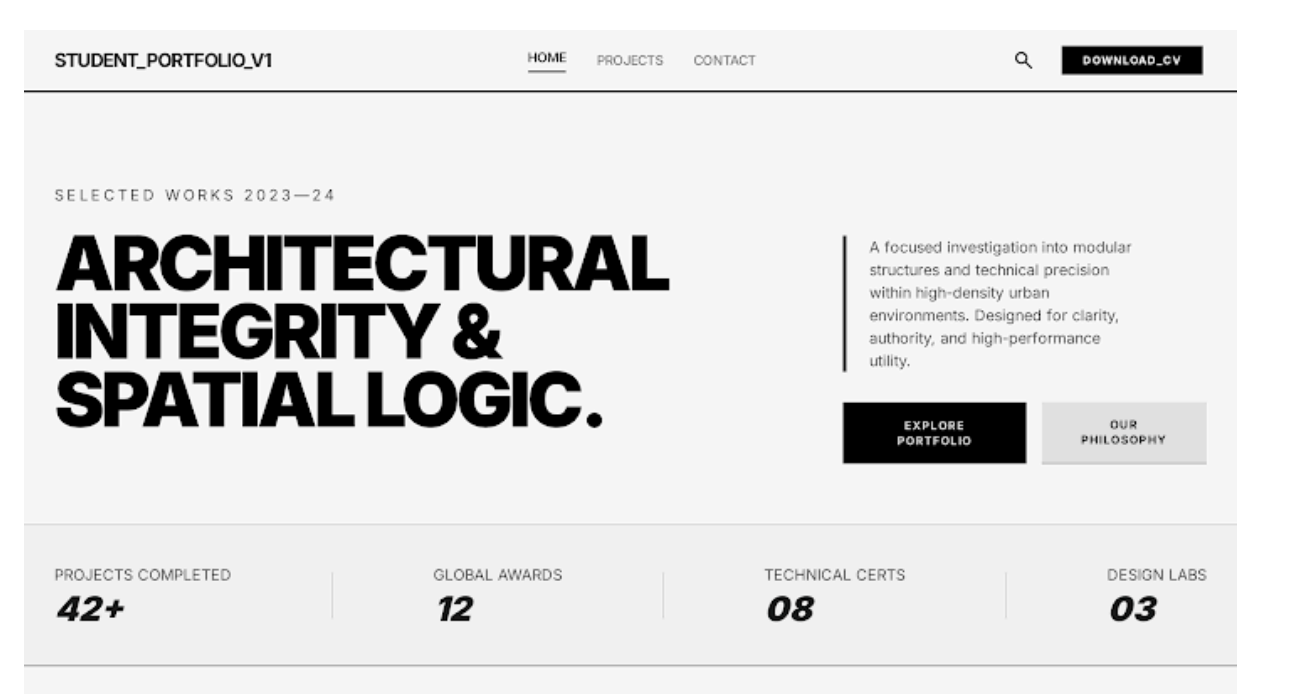 STUDENT_PORTFOLIO_V1
HOME
PROJECTS
CONTACT
DOWNLOAD_CV
SELECTED WORKS 2023—24
ARCHITECTURAL
INTEGRITY &
SPATIAL LOGIC.
A focused investigation into modular
structures and technical precision
within high-density urban
environments. Designed for clarity,
authority, and high-performance
utility.
EXPLORE
PORTFOLIO
OUR
PHILOSOPHY
PROJECTS COMPLETED
42+
GLOBAL AWARDS
12
TECHNICAL CERTS
08
DESIGN LABS
03